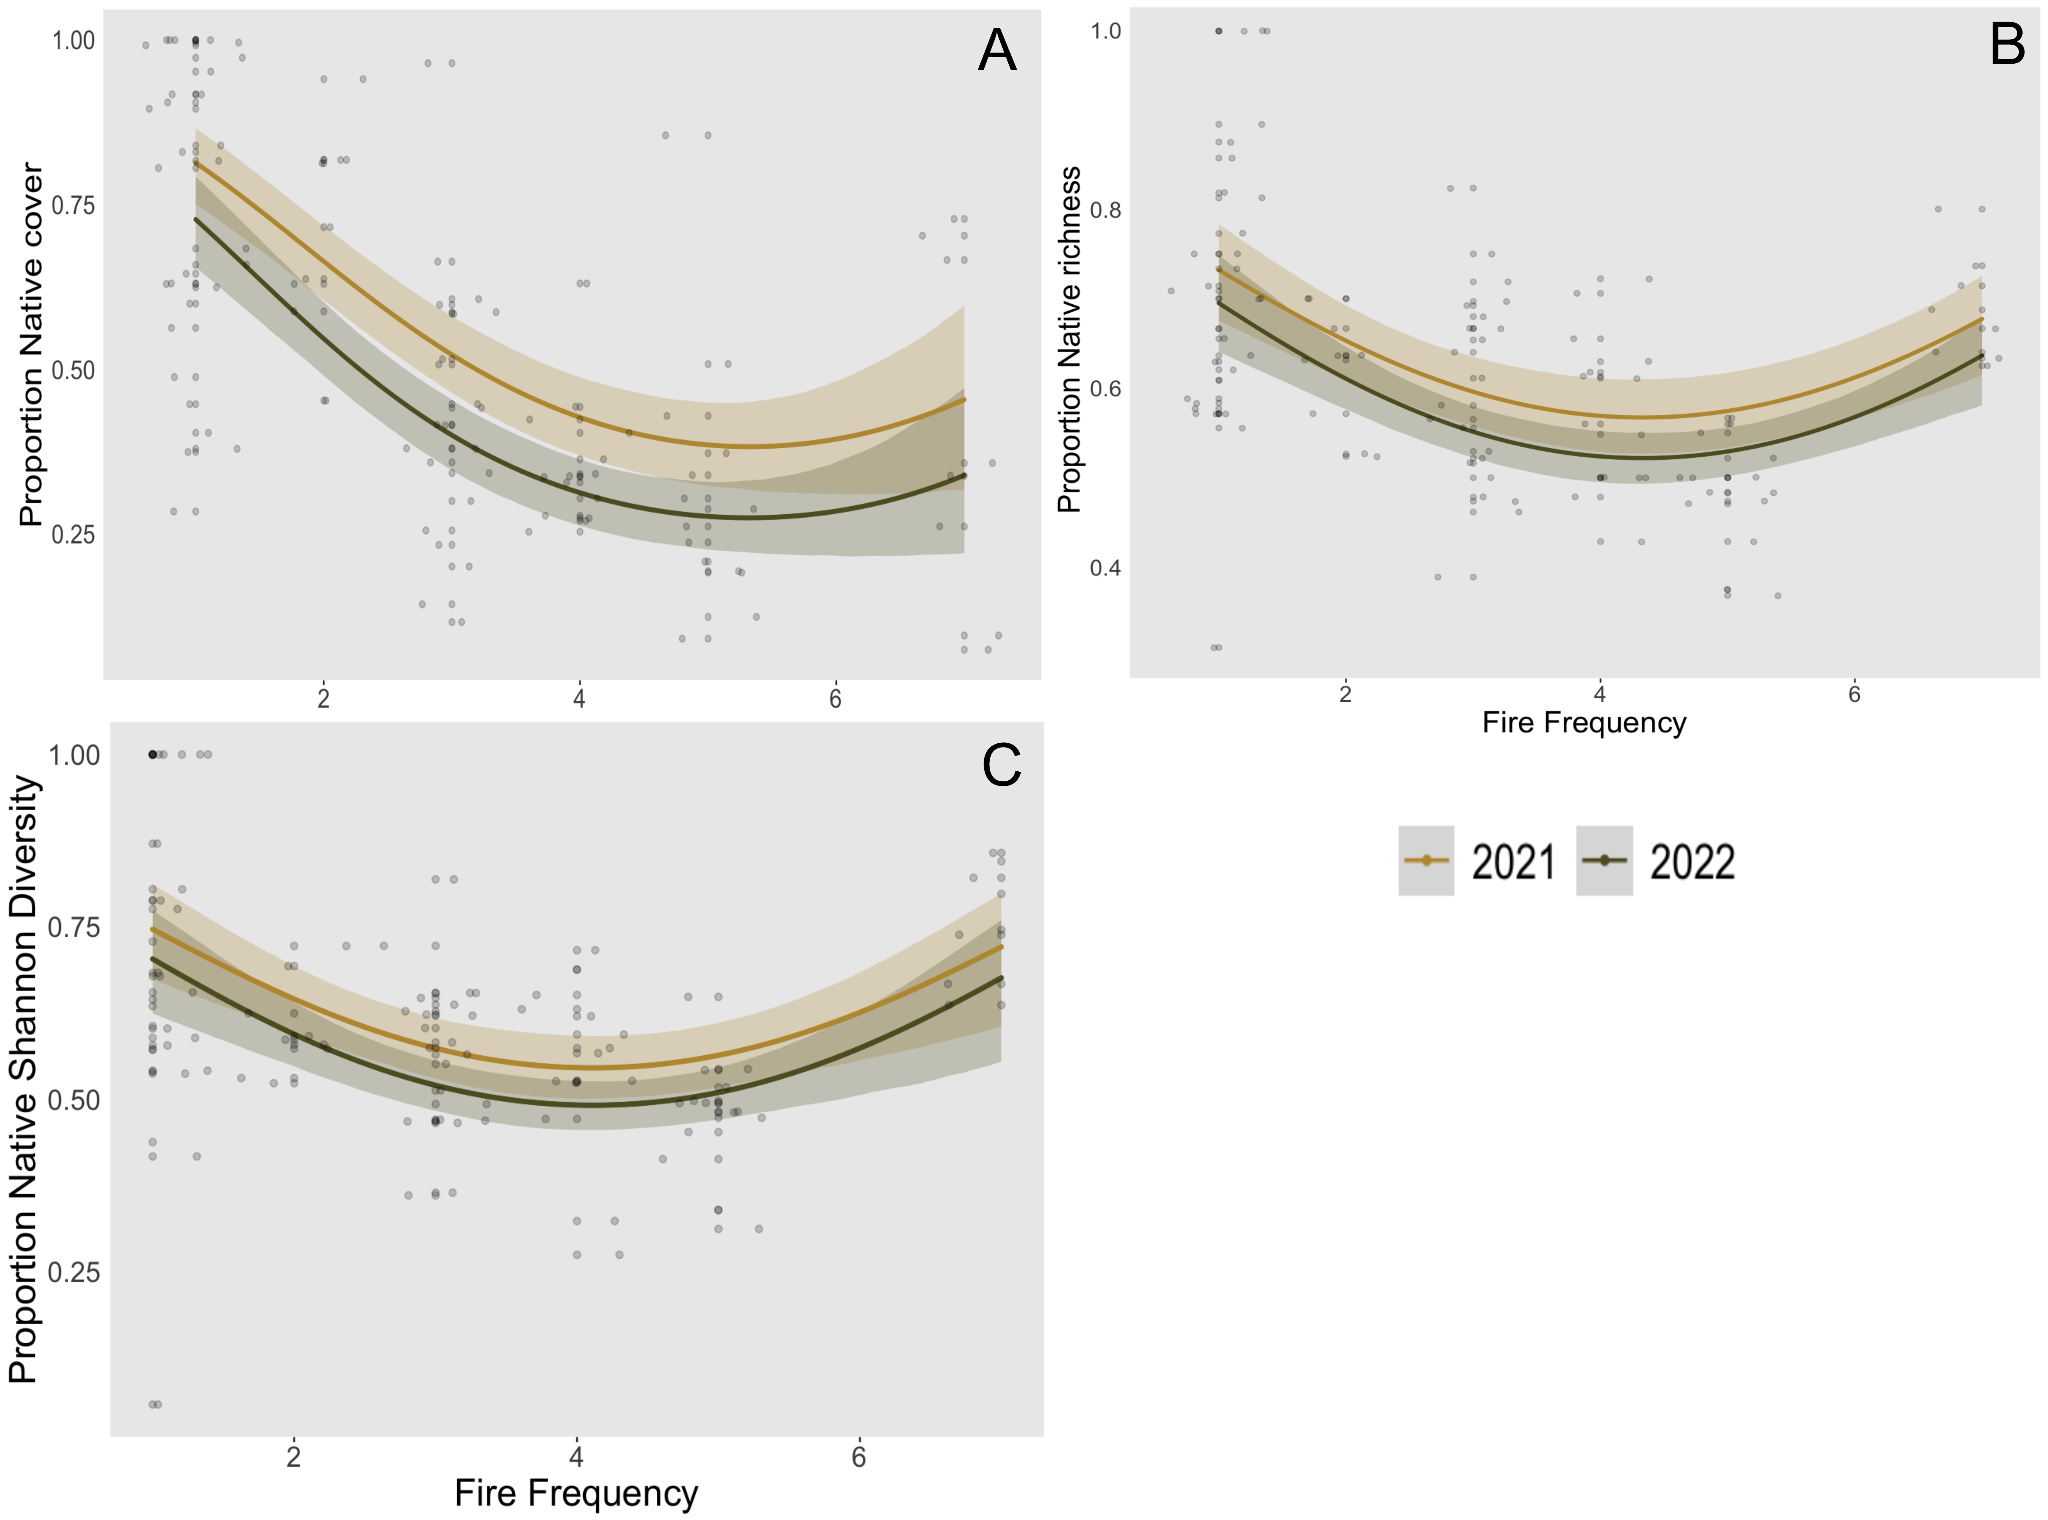 A
Proportion Native cover
1.00
0.75
0.50
0.25
2 4 6
B
Proportion Native richness
1.0
0.8
0.6
0.4
2 4 6
Fire Frequency
C
Proportion Native Shannon Diversity
1.00
0.75
0.50
0.25
2 4 6
Fire Frequency
2021 2022